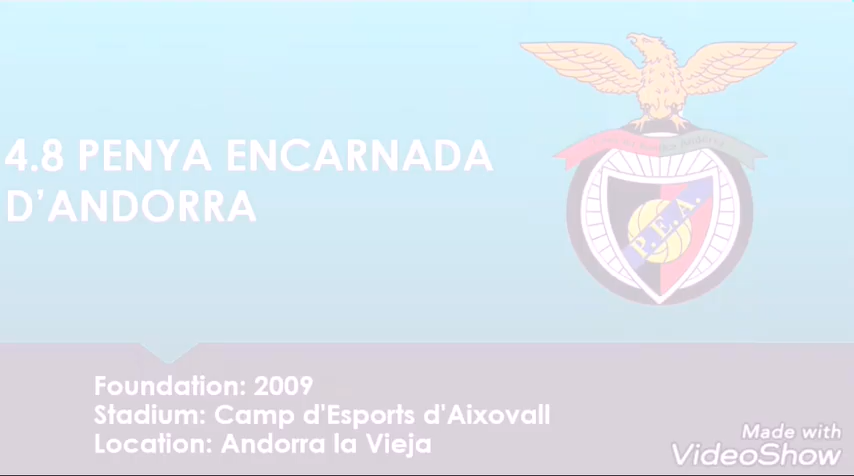 4.8 PENYA ENCARNADA
D'ANDORRA
P.E.A.
Foundation: 2009
Stadium: Camp d'Esports d'Aixovall
Location: Andorra la Vieja
Made with
VideoShow